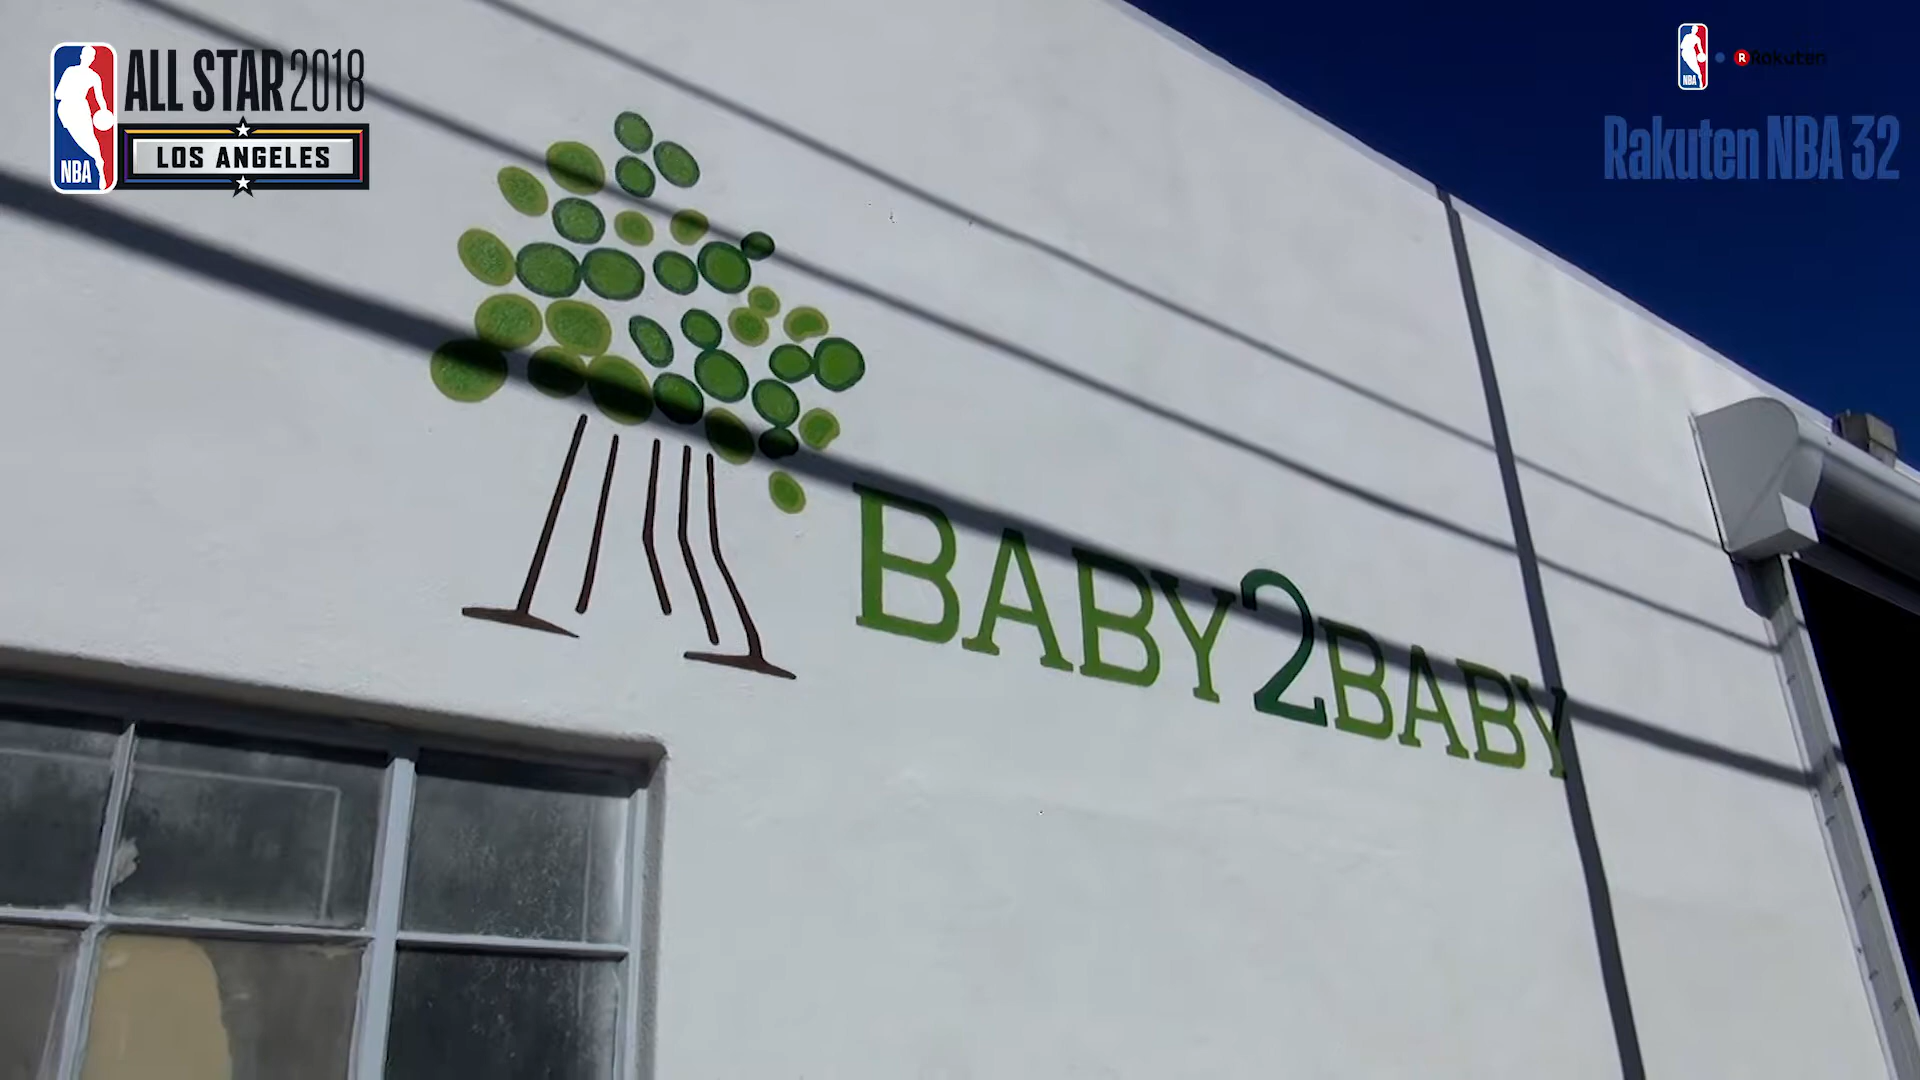 NBA
ALL STAR 2018
LOS ANGELES
NBA
R Rakuten
Rakuten NBA 32
BABY2BABY